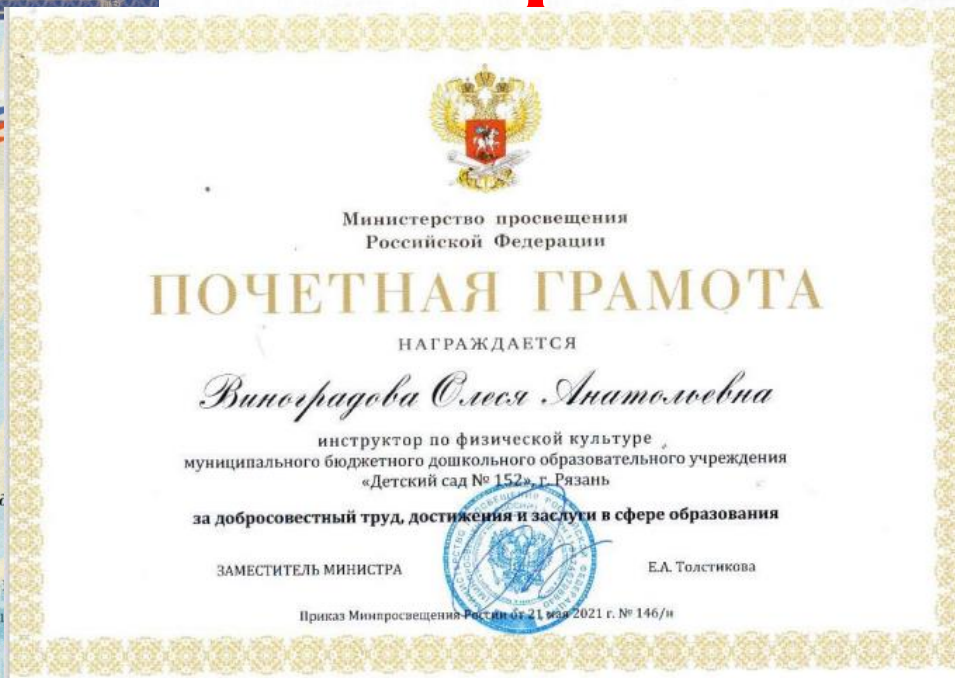 Министерство просвещения
Российской Федерации
ПОЧЕТНАЯ ГРАМОТА
НАГРАЖДАЕТСЯ
Виноградова Олеся Анатольевна
инструктор по физической культуре
муниципального бюджетного дошкольного образовательного учреждения
«Детский сад № 152», г. Рязань
за добросовестный труд, достижения и заслуги в сфере образования
ЗАМЕСТИТЕЛЬ МИНИСТРА
Е.А. Толстикова
Приказ Минпросвещения России от 21 мая 2021 г. № 146/н